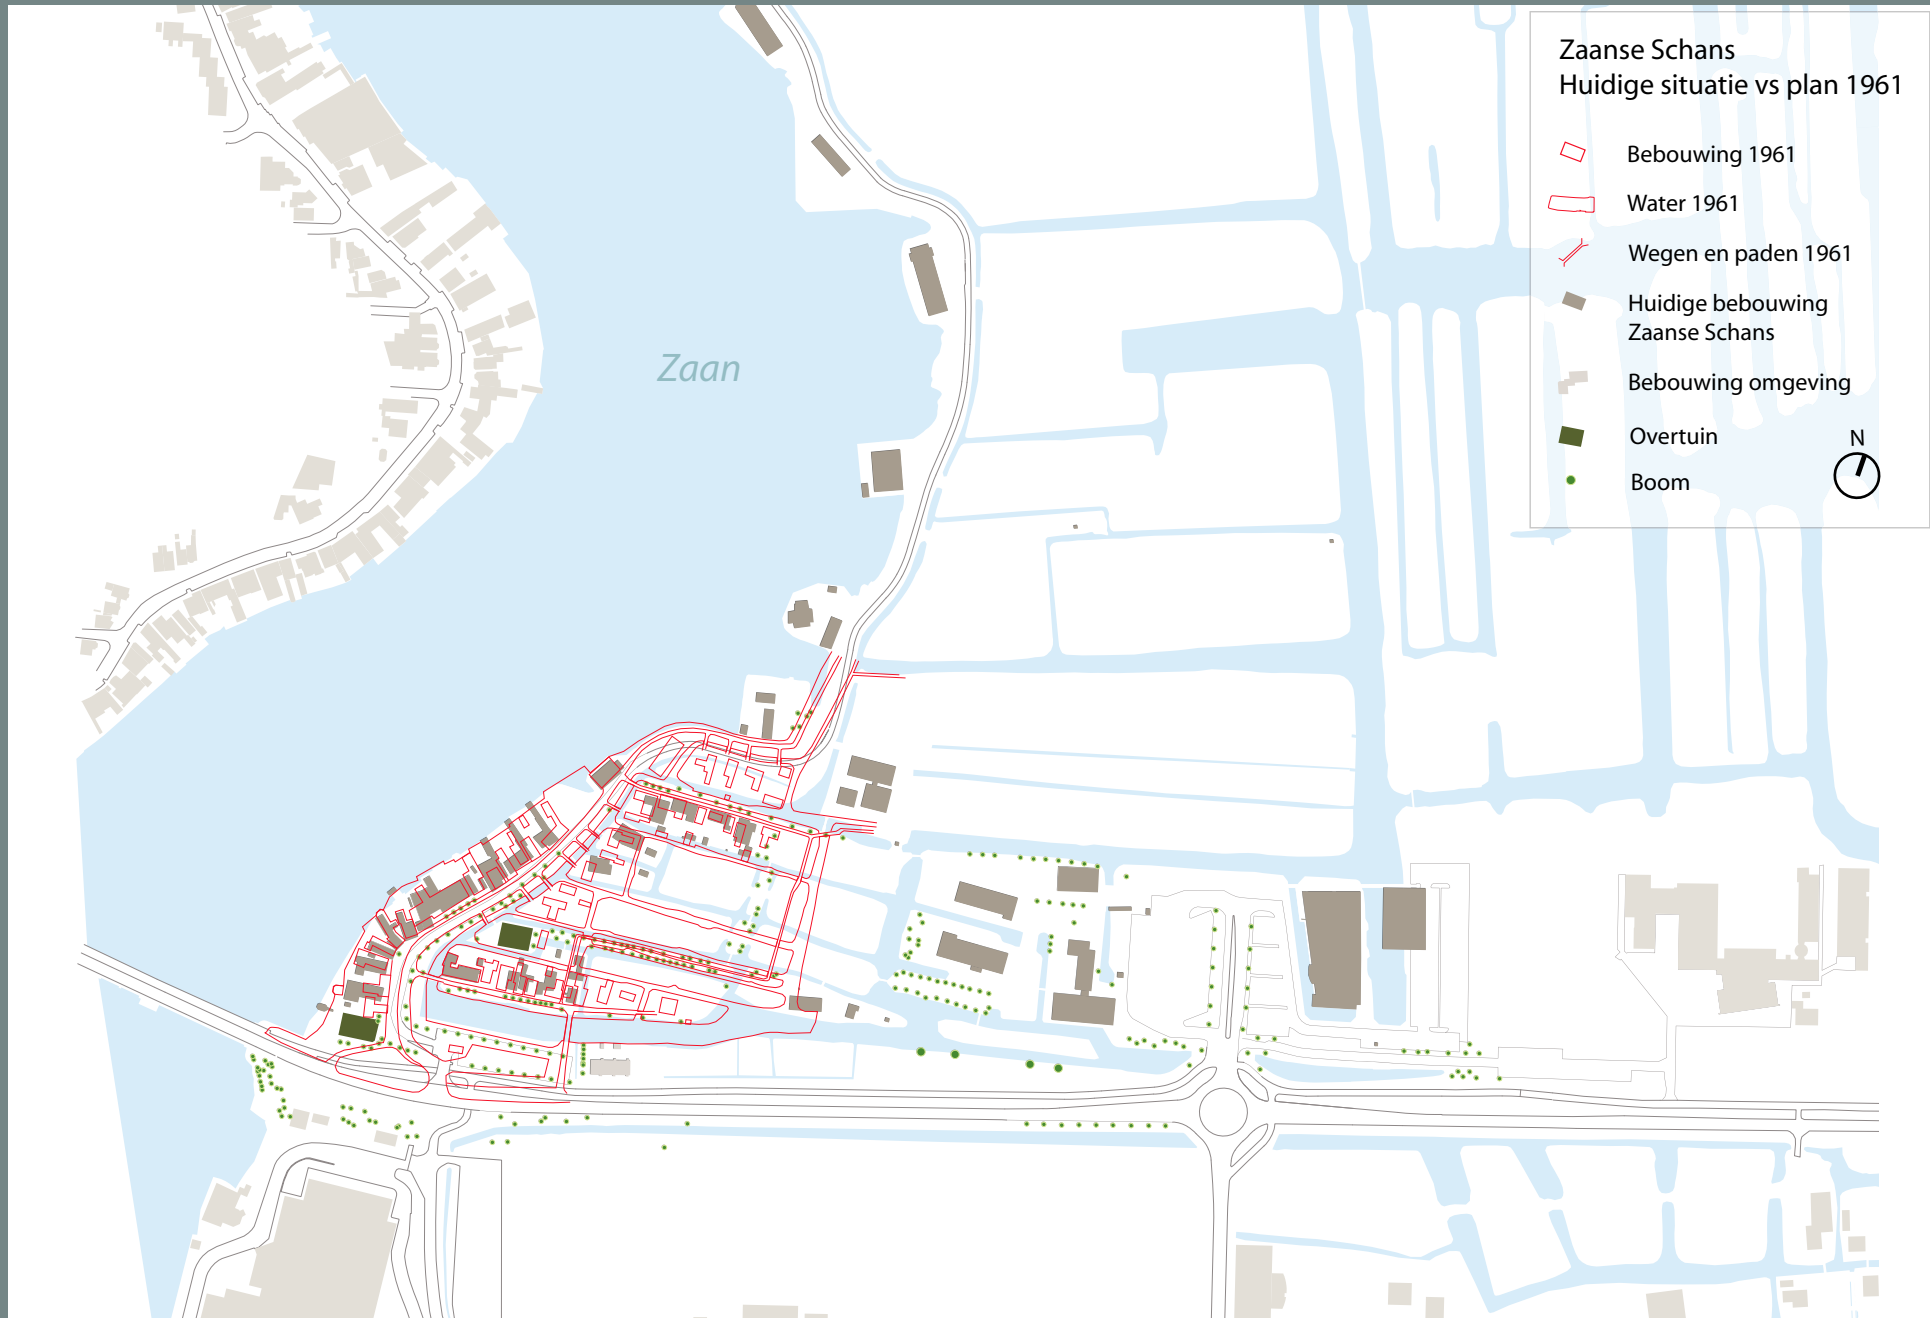 Zaanse Schans
Huidige situatie vs plan 1961
Bebouwing 1961
Water 1961
Wegen en paden 1961
Huidige bebouwing
Zaanse Schans
Bebouwing omgeving
Overtuin
Boom
N
Zaan